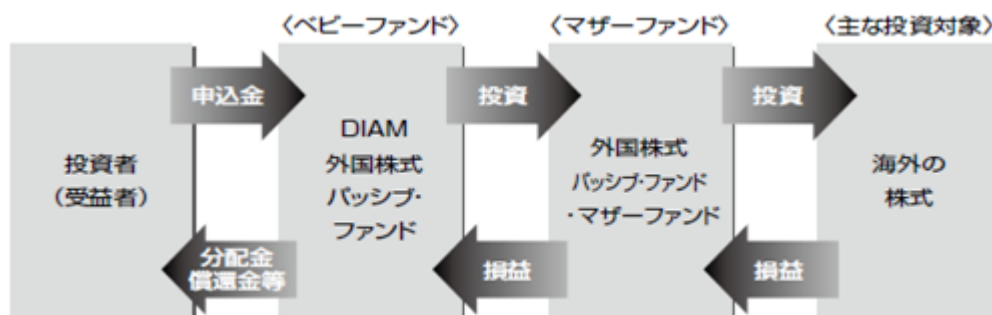 〈ベビーファンド〉
〈マザーファンド〉
〈主な投資対象〉
申込金
投資
投資
投資者
（受益者）
DIAM
外国株式
パッシブ・
ファンド
外国株式
パッシブ・ファンド
・マザーファンド
海外の
株式
分配金
償還金等
損益
損益